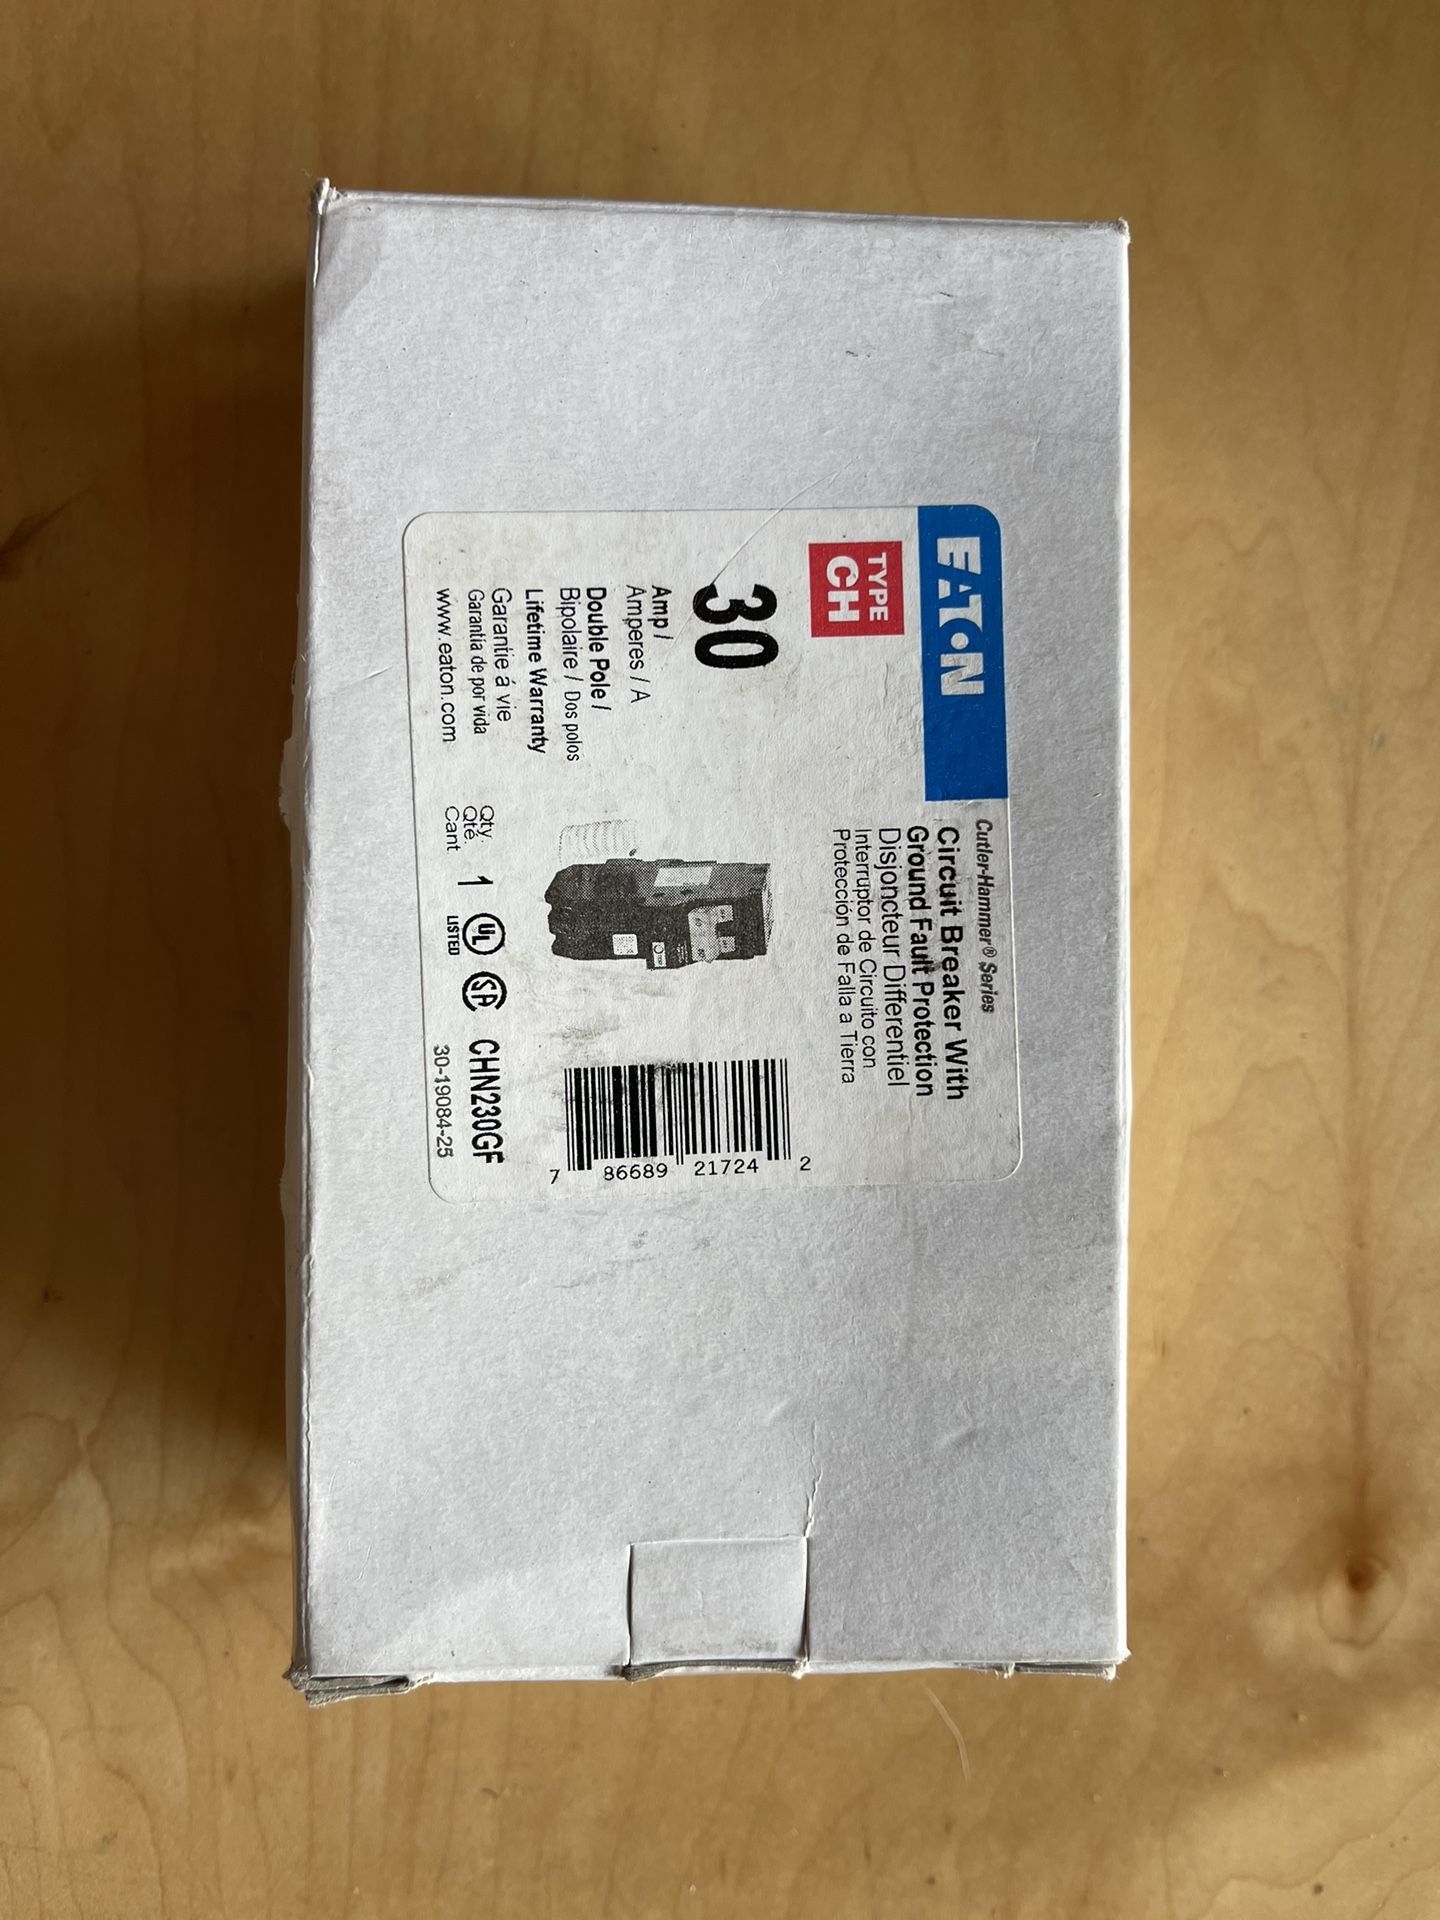 EATON
Cutler-Hammer® Series
Circuit Breaker With
Ground Fault Protection
Disjoncteur Differentiel
Interruptor de Circuito con
Protección de Falla a Tierra
TYPE
CH
30
Amp /
Amperes / A
Double Pole /
Bipolaire / Dos polos
Lifetime Warranty
Garantie á vie
Garantía de por vida
www.eaton.com
Qty.
Qté.
Cant
1
UL
LISTED
SA
CHN230GF
30-19084-25
7 86689 21724 2